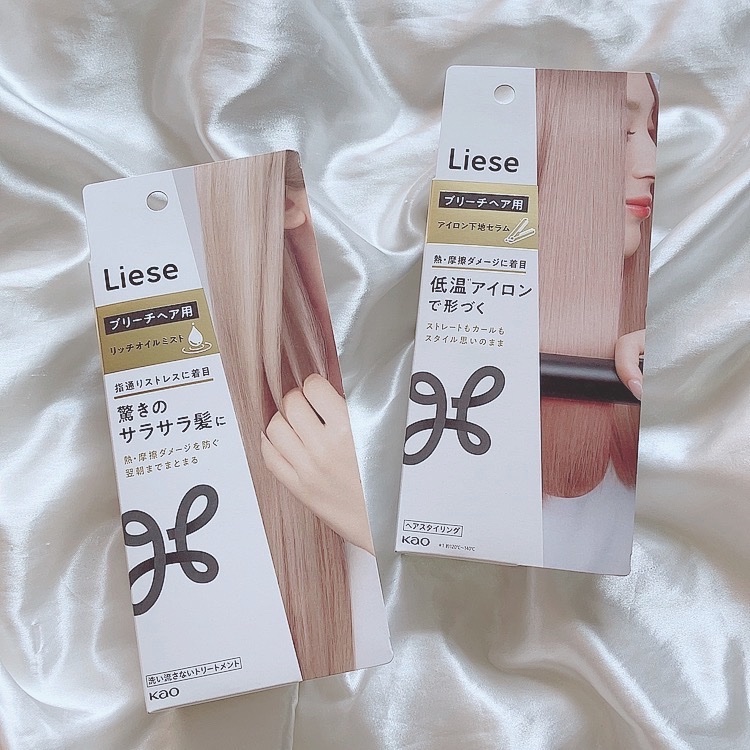 Liese
ブリーチヘア用
リッチオイルミスト
指通りストレスに着目
驚きの
サラサラ髪に
熱・摩擦ダメージを防ぐ
翌朝までまとまる
洗い流さないトリートメント
Kao
Liese
ブリーチヘア用
アイロン下地セラム
熱・摩擦ダメージに着目
低温*1アイロン
で形づく
ストレートもカールも
スタイル思いのまま
ヘアスタイリング
Kao
*1 約120℃~140℃